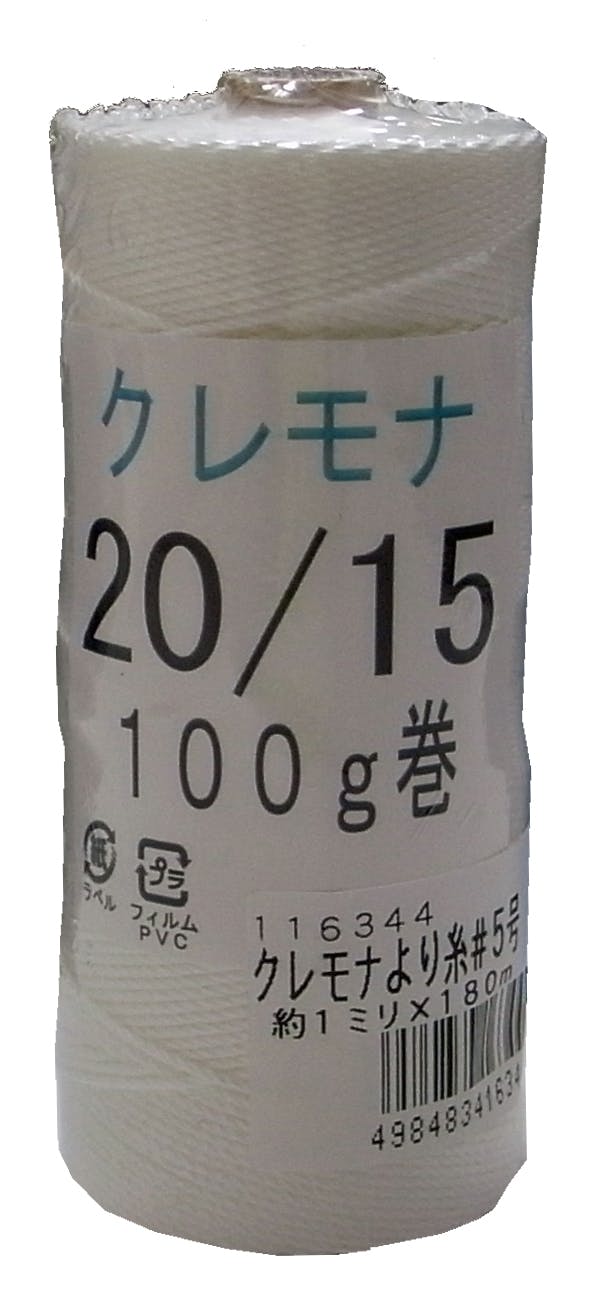 クレモナ
20/15
100g巻
紙
ラベル
プラ
フィルム
PVC
116344
クレモナより糸#5号
約1ミリ×180m
49848341634